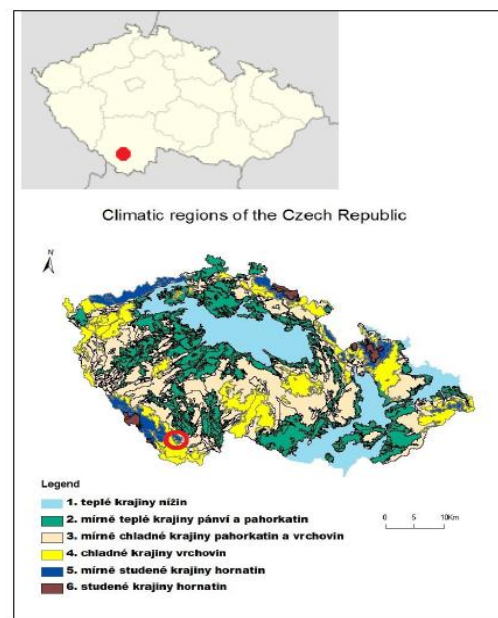 Climatic regions of the Czech Republic
N
Legend
1. teplé krajiny nížin
2. mírně teplé krajiny pánví a pahorkatin
3. mírně chladné krajiny pahorkatin a vrchovin
4. chladné krajiny vrchovin
5. mírně studené krajiny hornatin
6. studené krajiny hornatin
0 5 10Km